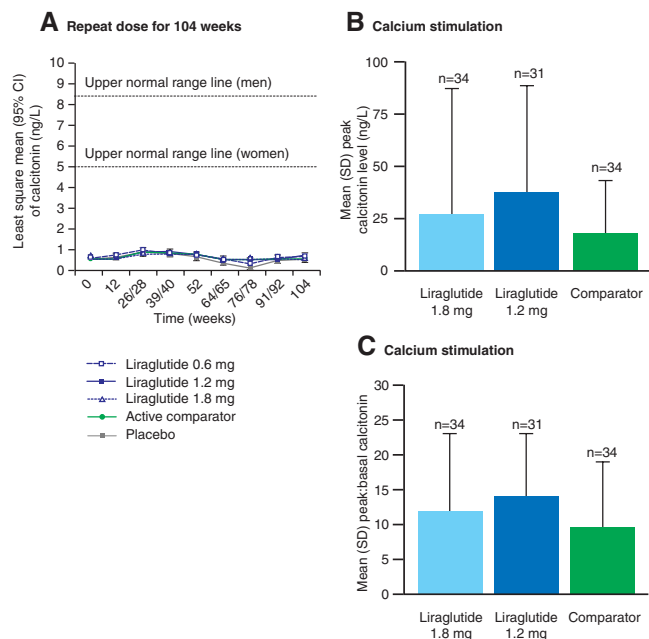 A Repeat dose for 104 weeks
Least square mean (95% CI)
of calcitonin (ng/L)
10
9
8
7
6
5
4
3
2
1
0
Upper normal range line (men)
Upper normal range line (women)
0
12
26/28
39/40
52
64/65
76/78
91/92
104
Time (weeks)
Liraglutide 0.6 mg
Liraglutide 1.2 mg
Liraglutide 1.8 mg
Active comparator
Placebo
B Calcium stimulation
Mean (SD) peak
calcitonin level (ng/L)
100
75
50
25
0
n=34
n=31
n=34
Liraglutide
1.8 mg
Liraglutide
1.2 mg
Comparator
C Calcium stimulation
Mean (SD) peak:basal calcitonin
30
25
20
15
10
5
0
n=34
n=31
n=34
Liraglutide
1.8 mg
Liraglutide
1.2 mg
Comparator